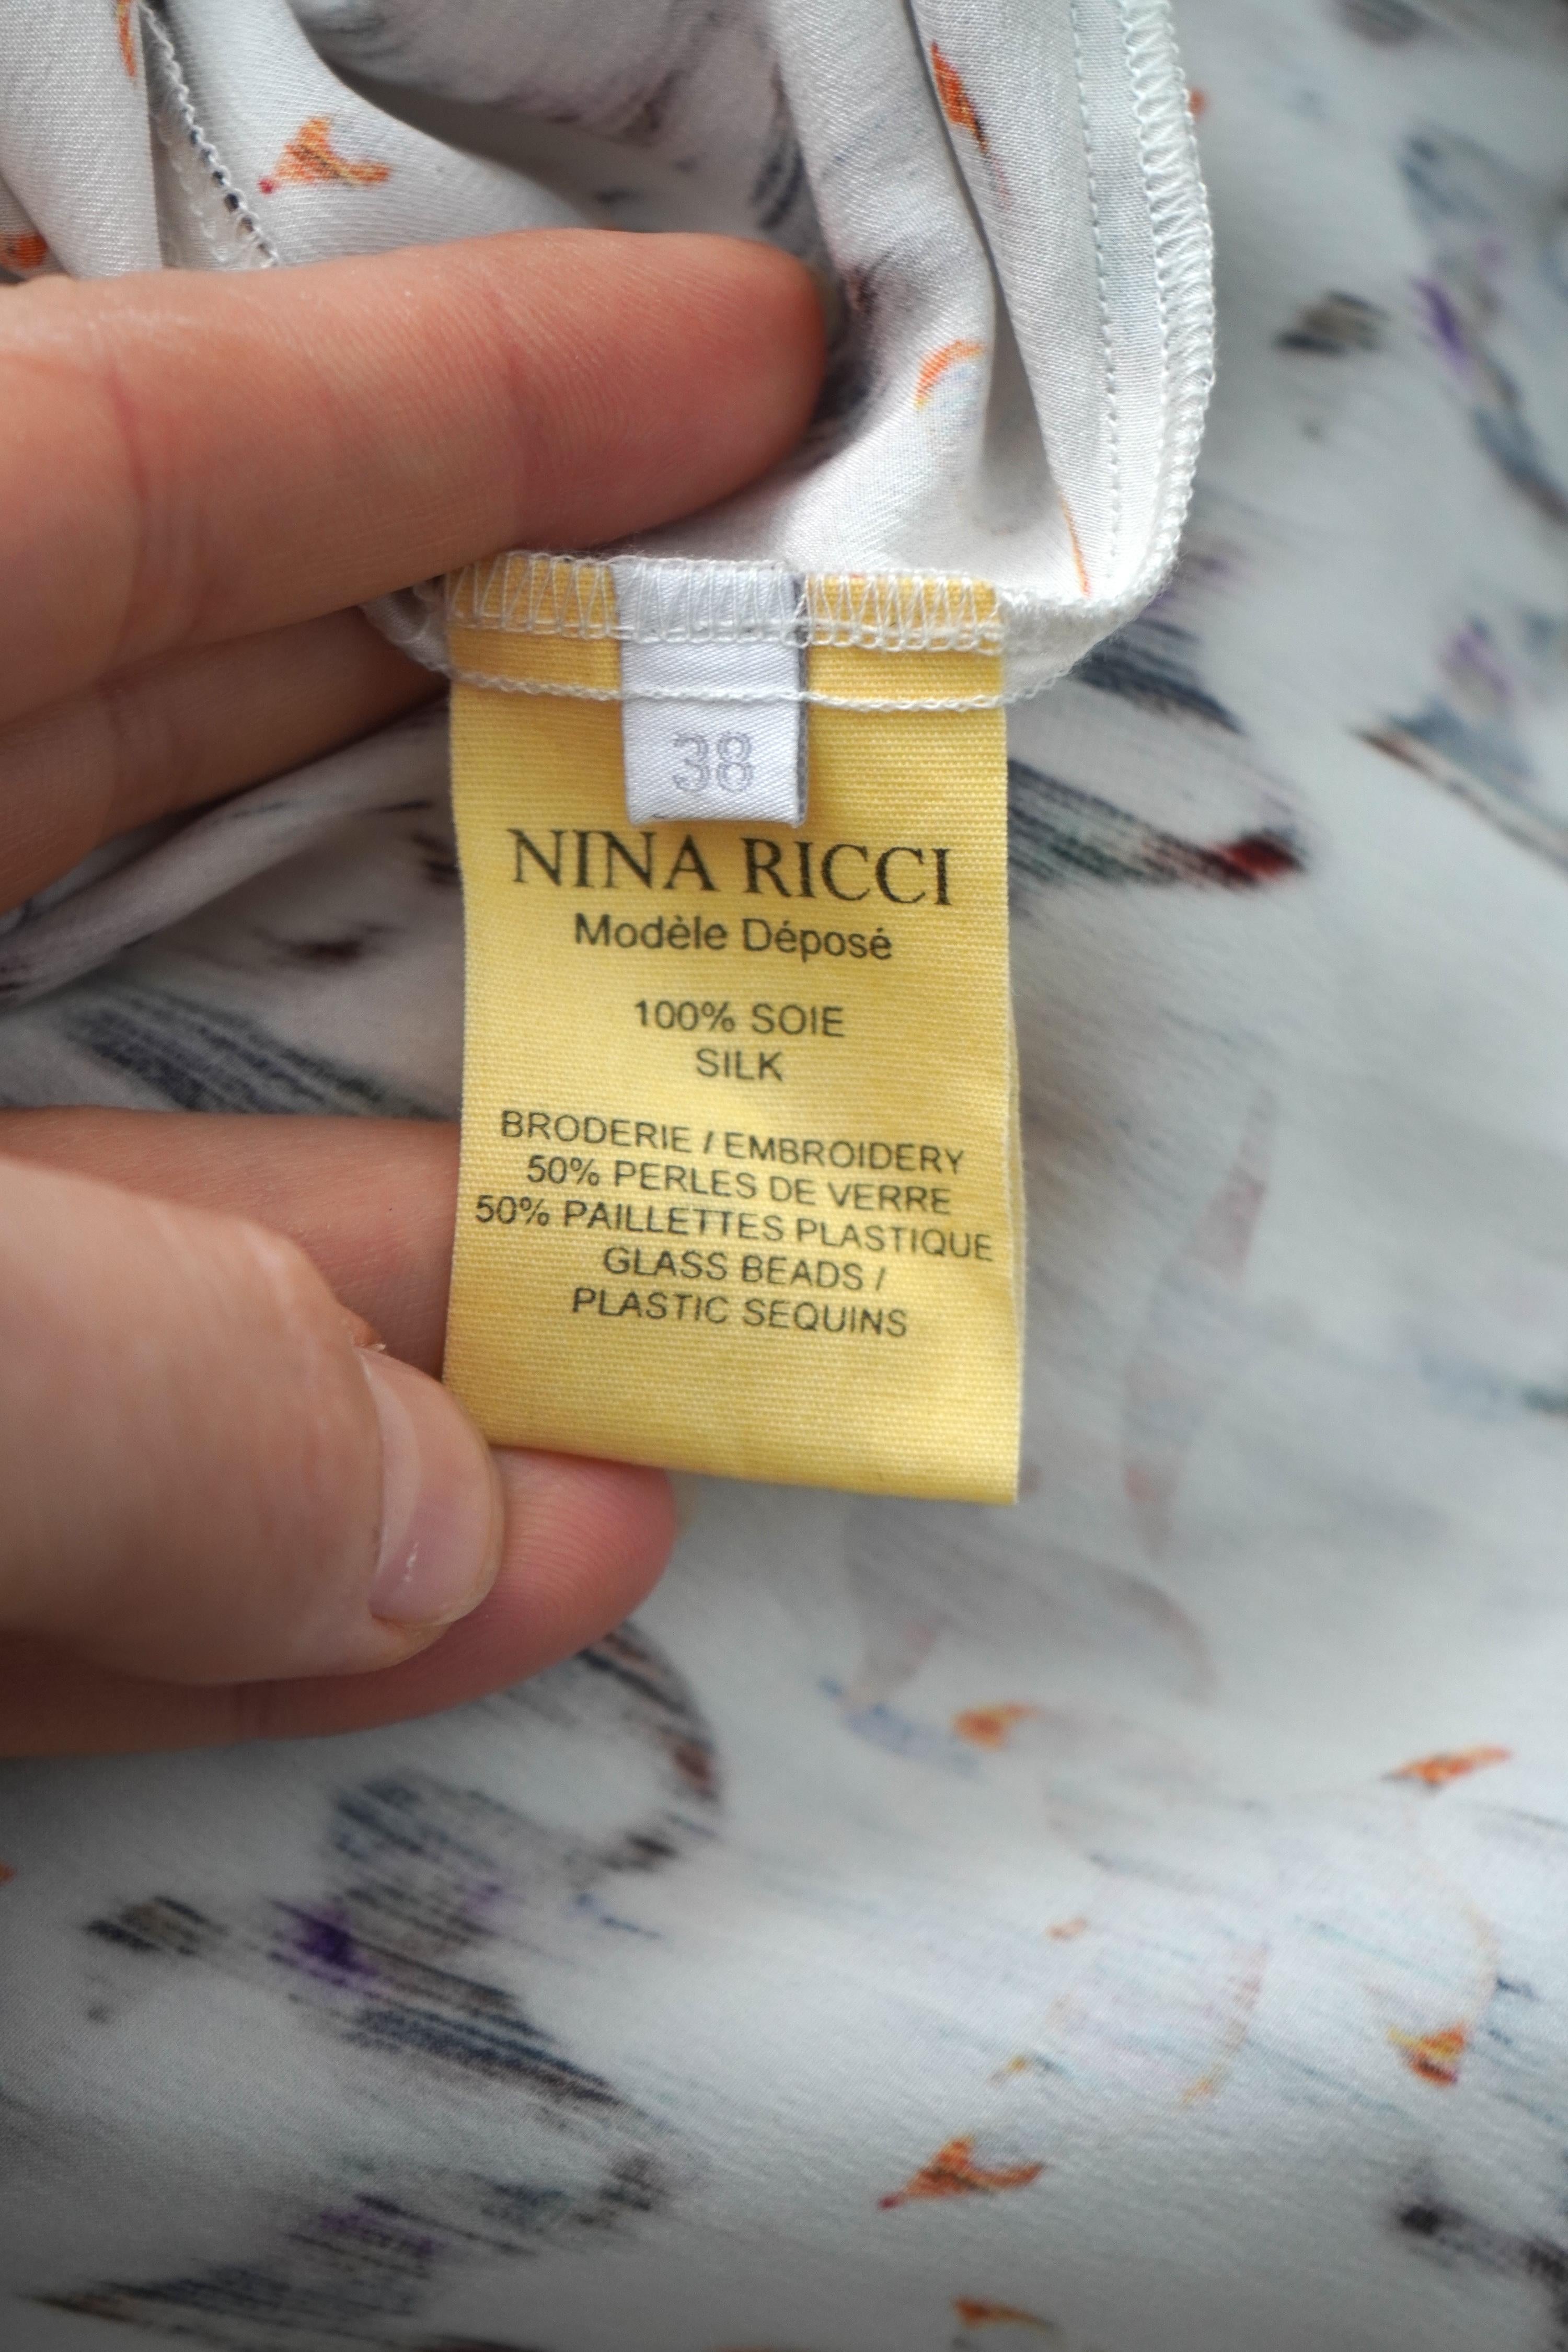 38
NINA RICCI
Modèle Déposé
100% SOIE
SILK
BRODERIE / EMBROIDERY
50% PERLES DE VERRE
50% PAILLETTES PLASTIQUE
GLASS BEADS /
PLASTIC SEQUINS